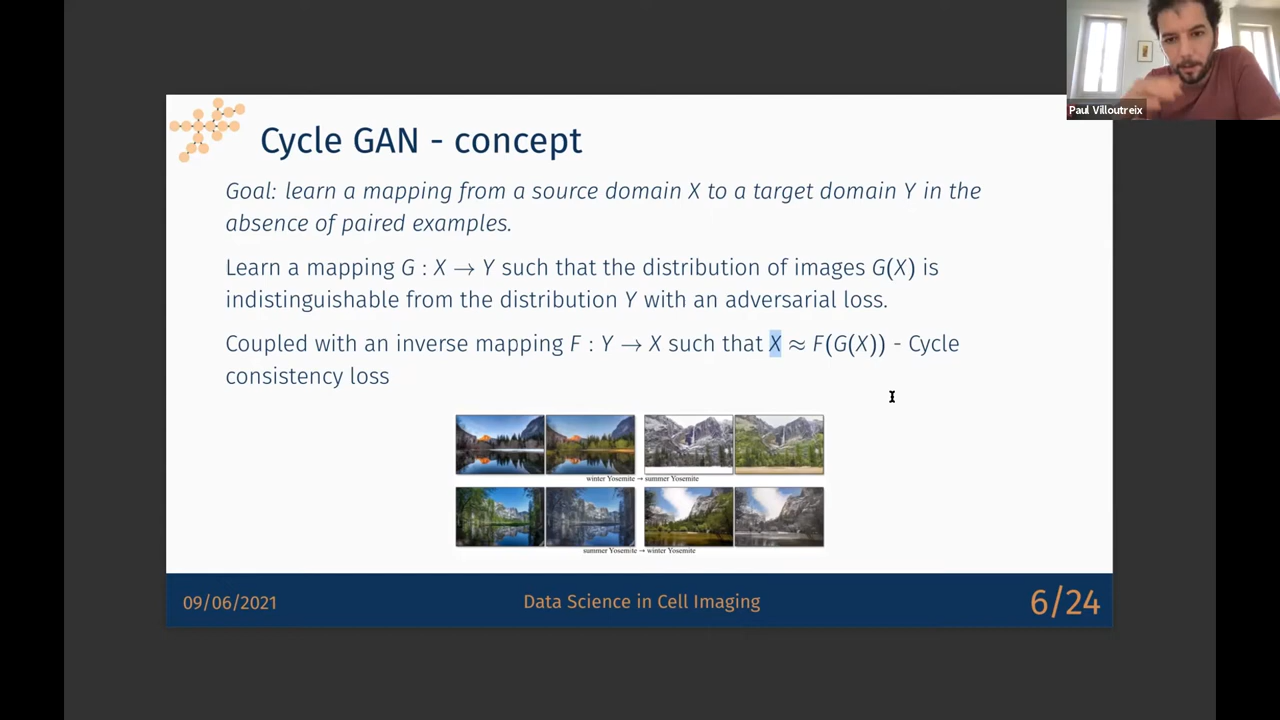 Paul Villoutreix
Cycle GAN - concept
Goal: learn a mapping from a source domain X to a target domain Y in the
absence of paired examples.
Learn a mapping G : X → Y such that the distribution of images G(X) is
indistinguishable from the distribution Y with an adversarial loss.
Coupled with an inverse mapping F : Y → X such that X ≈ F(G(X)) - Cycle
consistency loss
winter Yosemite → summer Yosemite
summer Yosemite → winter Yosemite
09/06/2021
Data Science in Cell Imaging
6/24